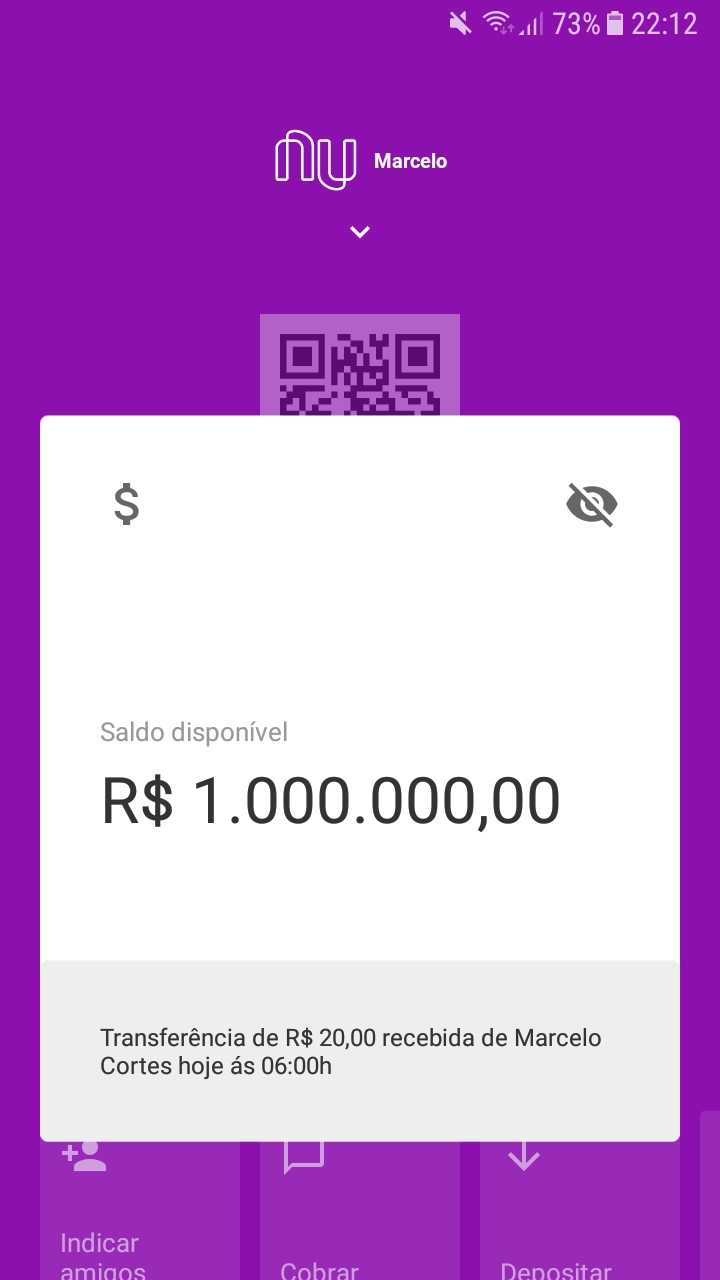 73% 22:12
nu Marcelo
$
Saldo disponível
R$ 1.000.000,00
Transferência de R$ 20,00 recebida de Marcelo
Cortes hoje ás 06:00h
Indicar
amigos
Cobrar
Depositar